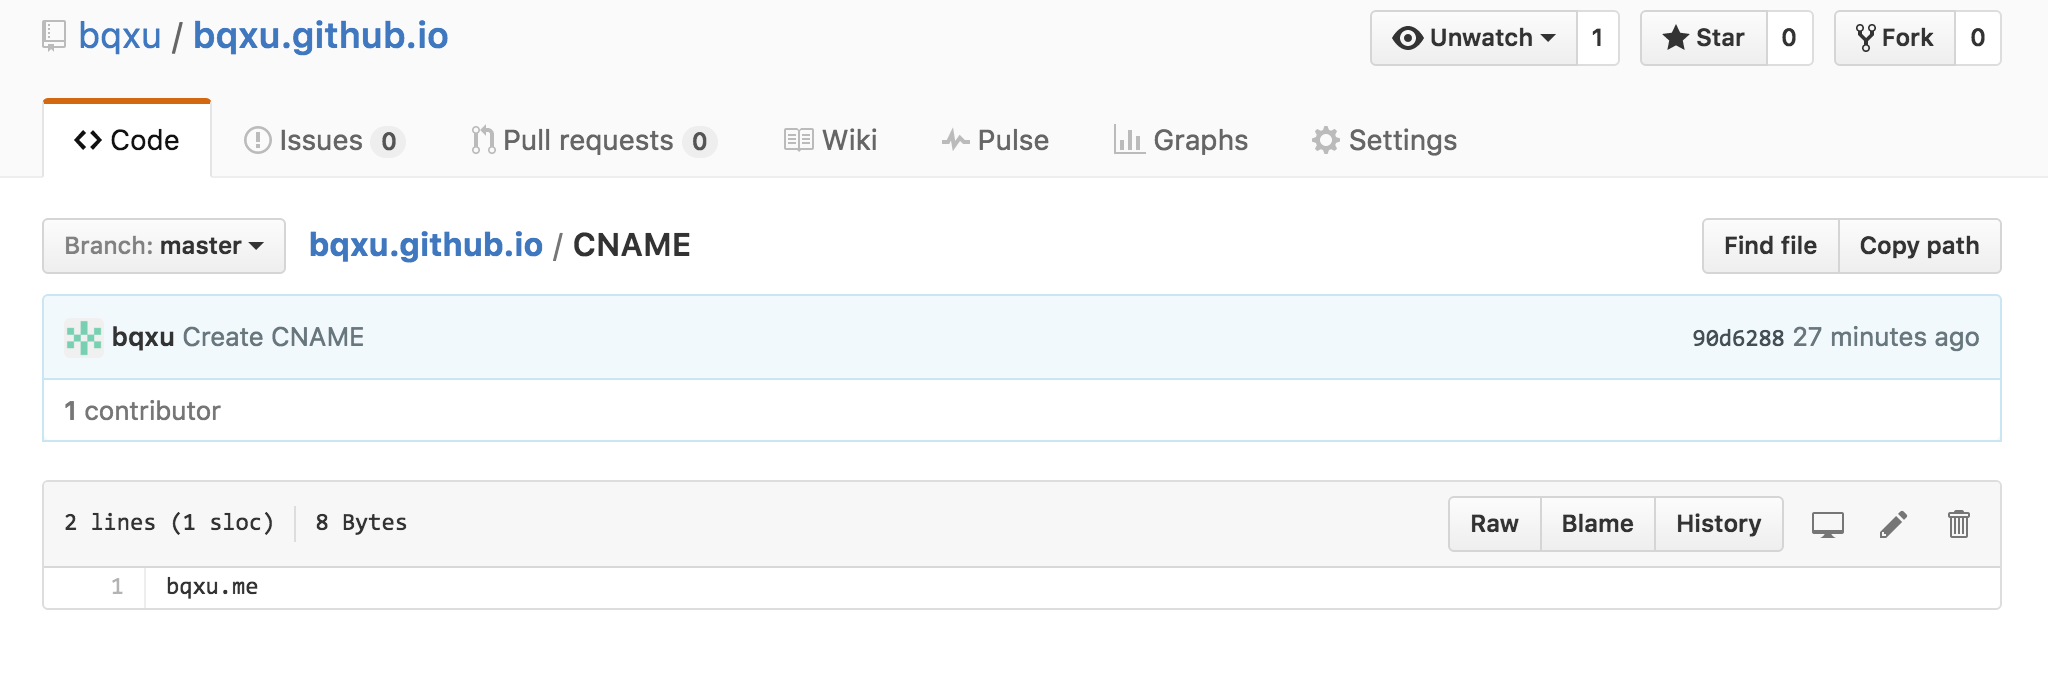 bqxu / bqxu.github.io Unwatch 1 Star 0 Fork 0
Code Issues 0 Pull requests 0 Wiki Pulse Graphs Settings
Branch: master bqxu.github.io / CNAME Find file Copy path
bqxu Create CNAME 90d6288 27 minutes ago
1 contributor
2 lines (1 sloc) 8 Bytes Raw Blame History
1 bqxu.me